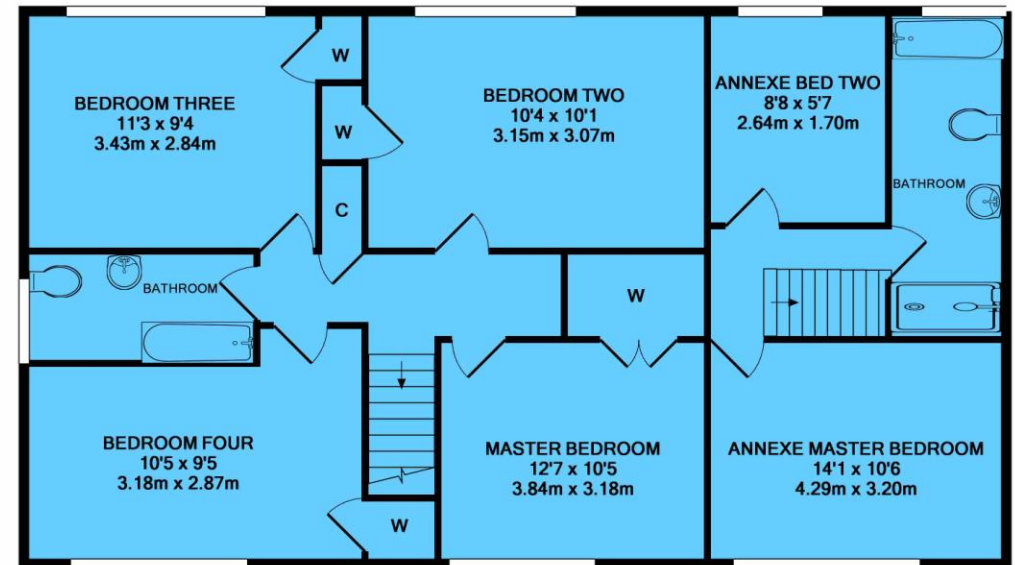 BEDROOM THREE
11'3 x 9'4
3.43m x 2.84m
W
W
C
BEDROOM TWO
10'4 x 10'1
3.15m x 3.07m
ANNEXE BED TWO
8'8 x 5'7
2.64m x 1.70m
BATHROOM
BATHROOM
W
BEDROOM FOUR
10'5 x 9'5
3.18m x 2.87m
W
MASTER BEDROOM
12'7 x 10'5
3.84m x 3.18m
ANNEXE MASTER BEDROOM
14'1 x 10'6
4.29m x 3.20m